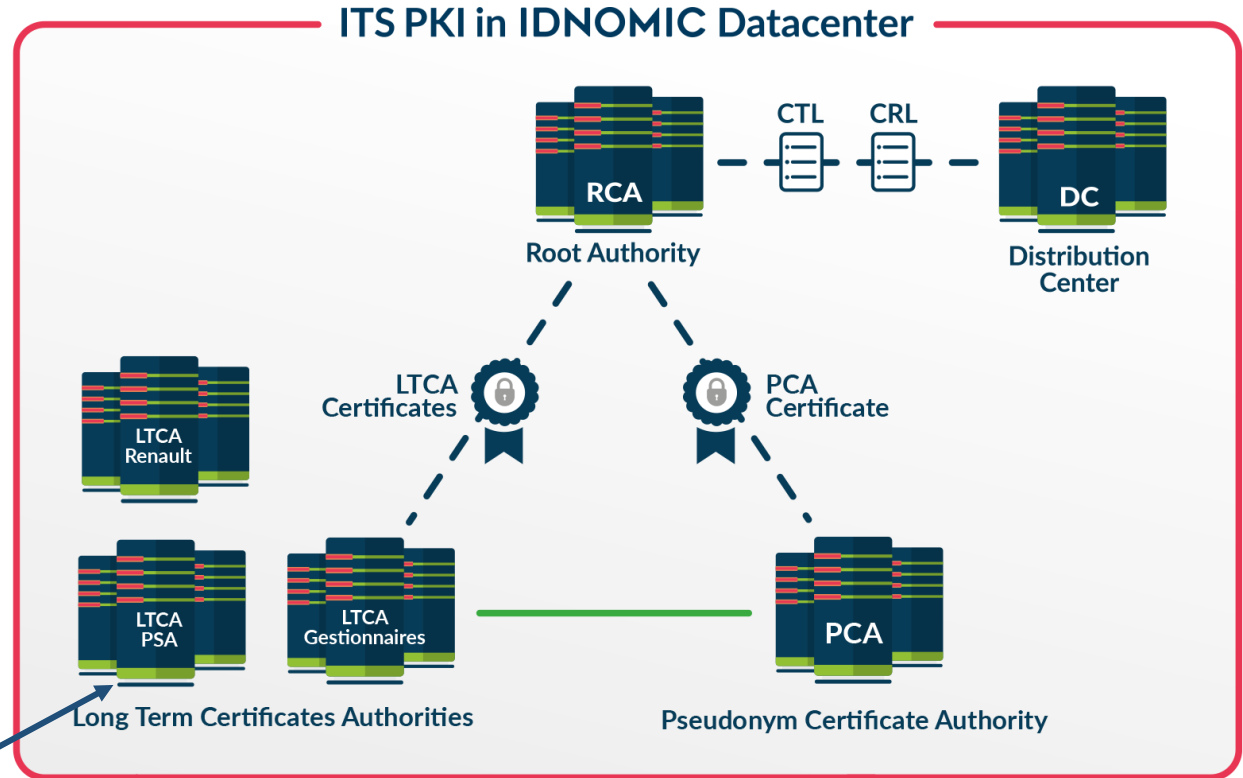 ITS PKI in IDNOMIC Datacenter
CTL
CRL
RCA
DC
Root Authority
Distribution
Center
LTCA
Certificates
PCA
Certificate
LTCA
Renault
LTCA
PSA
LTCA
Gestionnaires
PCA
Long Term Certificates Authorities
Pseudonym Certificate Authority